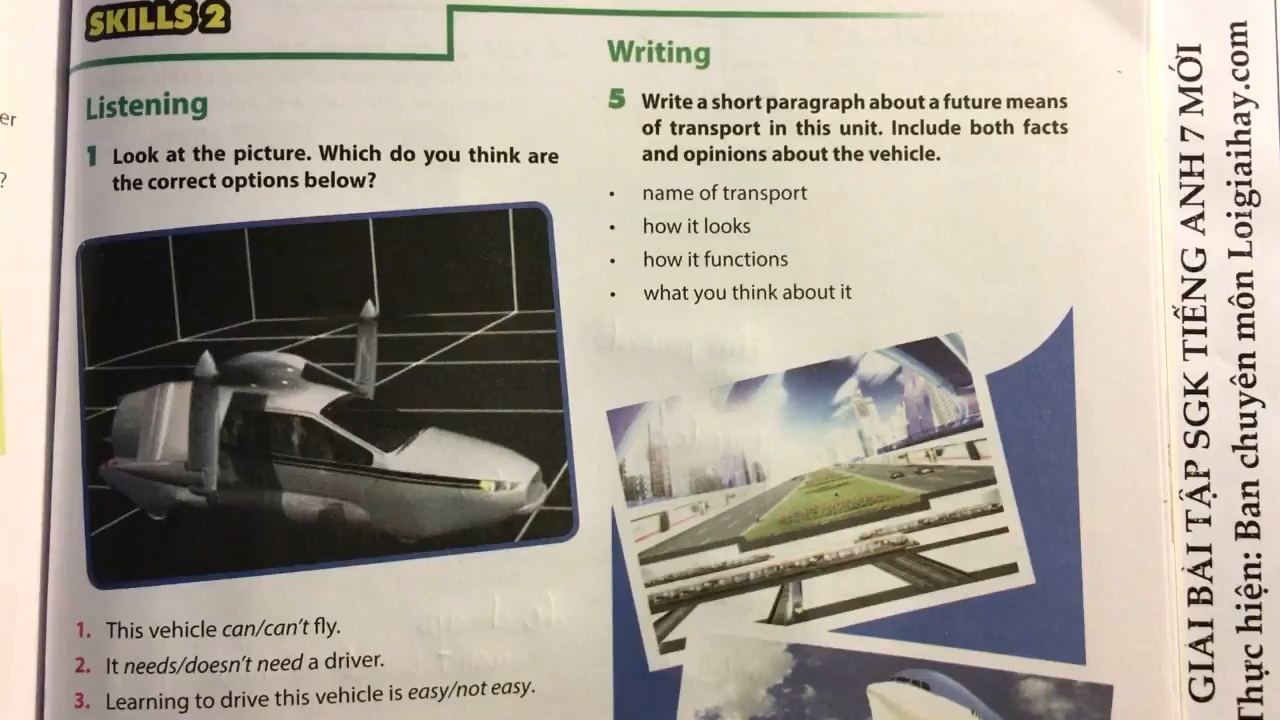 SKILLS 2
Listening
1 Look at the picture. Which do you think are
the correct options below?
1. This vehicle can/can't fly.
2. It needs/doesn't need a driver.
3. Learning to drive this vehicle is easy/not easy.
Writing
5 Write a short paragraph about a future means
of transport in this unit. Include both facts
and opinions about the vehicle.
• name of transport
• how it looks
• how it functions
• what you think about it
er
?
GIẢI BÀI TẬP SGK TIẾNG ANH 7 MỚI
Thực hiện: Ban chuyên môn Loigiaihay.com